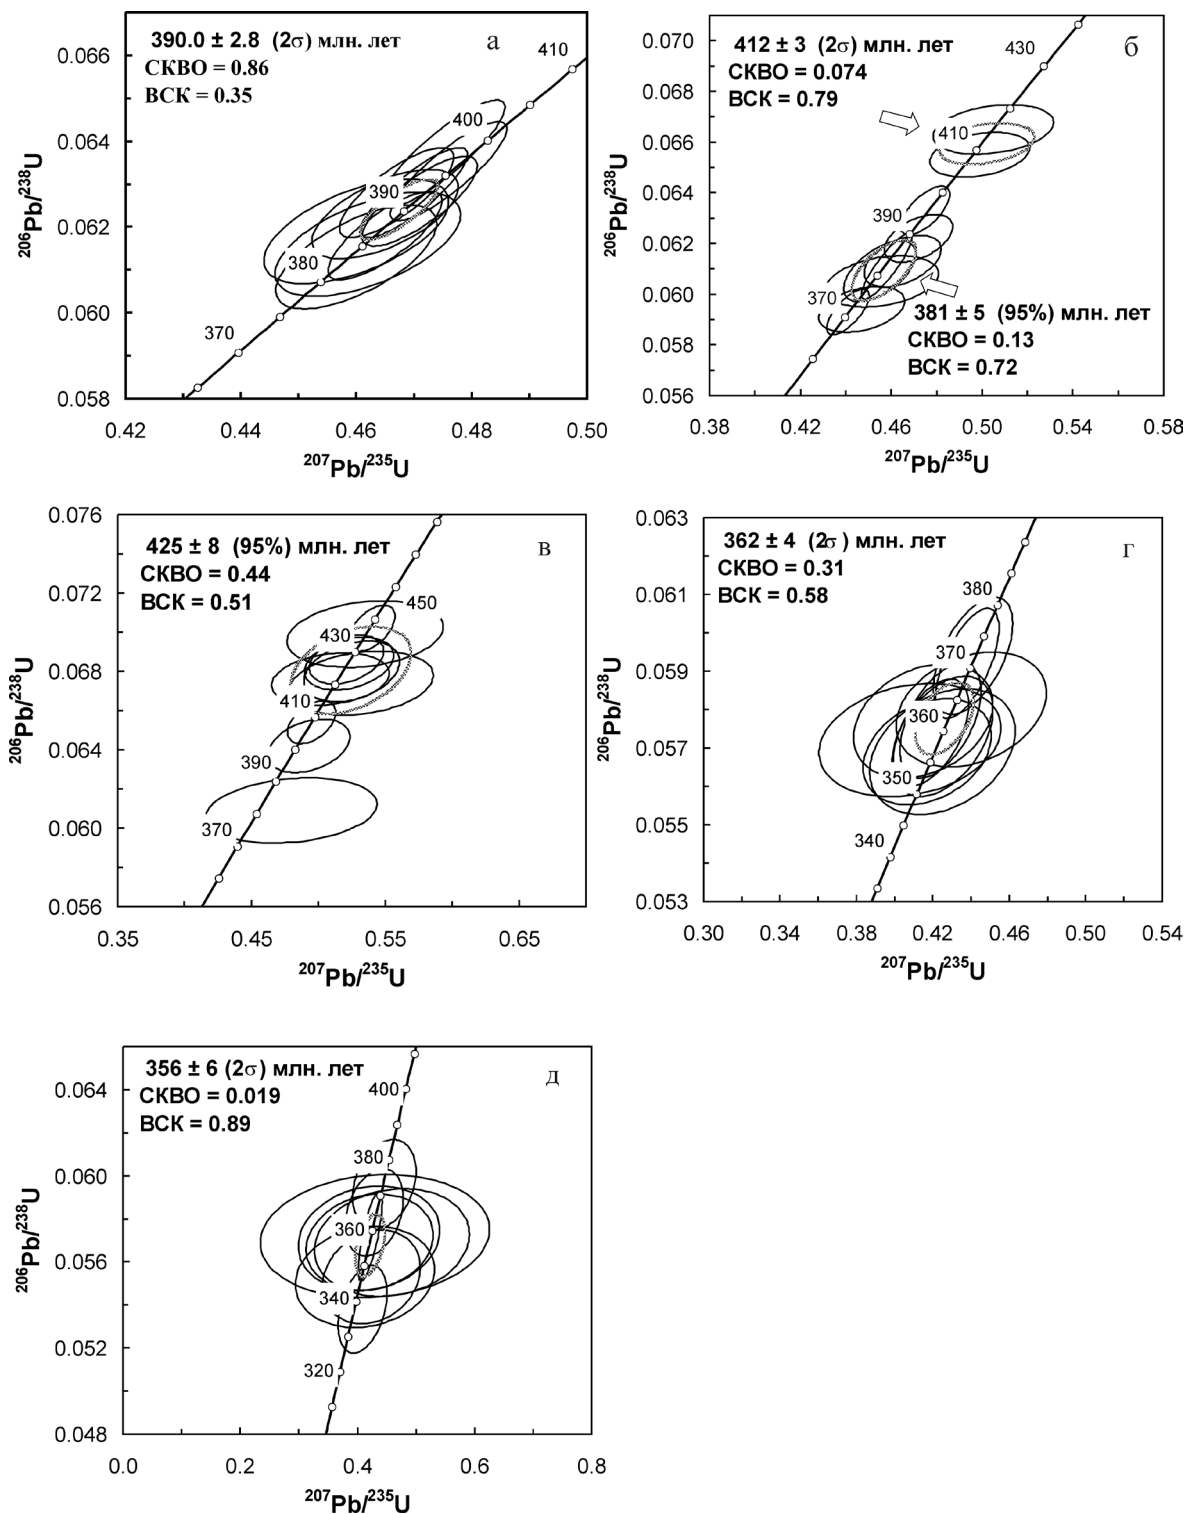 390.0 ± 2.8 (2σ) млн. лет
СКВО = 0.86
ВСК = 0.35
а
410
400
390
380
370
0.066
0.064
0.062
0.060
0.058
0.42 0.44 0.46 0.48 0.50
206Pb/238U
207Pb/235U
412 ± 3 (2σ) млн. лет
СКВО = 0.074
ВСК = 0.79
б
430
410
390
370
381 ± 5 (95%) млн. лет
СКВО = 0.13
ВСК = 0.72
0.070
0.068
0.066
0.064
0.062
0.060
0.058
0.056
0.38 0.42 0.46 0.50 0.54 0.58
206Pb/238U
207Pb/235U
425 ± 8 (95%) млн. лет
СКВО = 0.44
ВСК = 0.51
в
450
430
410
390
370
0.076
0.072
0.068
0.064
0.060
0.056
0.35 0.45 0.55 0.65
206Pb/238U
207Pb/235U
362 ± 4 (2σ) млн. лет
СКВО = 0.31
ВСК = 0.58
г
380
370
360
350
340
0.063
0.061
0.059
0.057
0.055
0.053
0.30 0.34 0.38 0.42 0.46 0.50 0.54
206Pb/238U
207Pb/235U
356 ± 6 (2σ) млн. лет
СКВО = 0.019
ВСК = 0.89
д
400
380
360
340
320
0.064
0.060
0.056
0.052
0.048
0.0 0.2 0.4 0.6 0.8
206Pb/238U
207Pb/235U